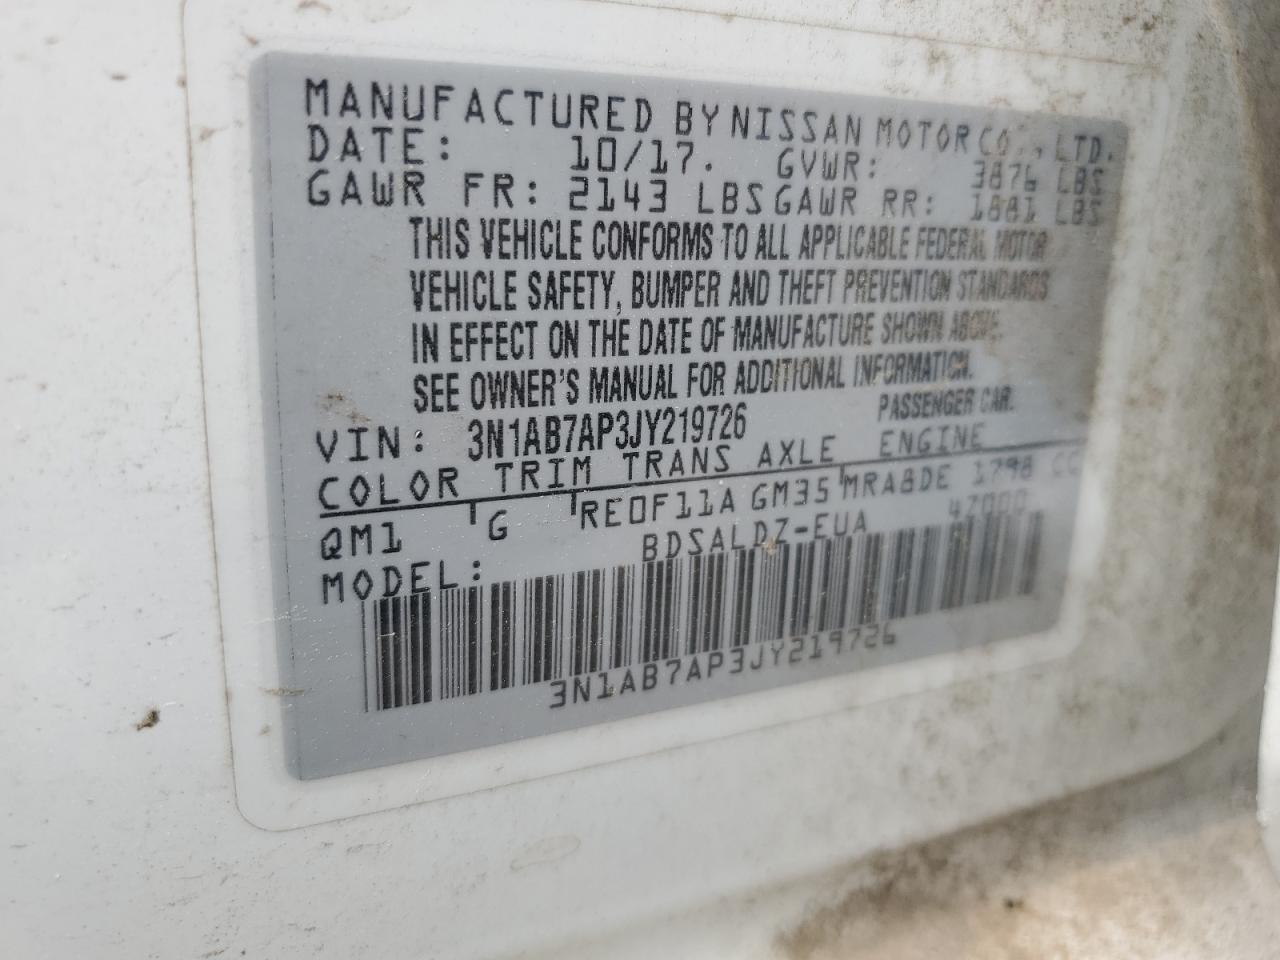 MANUFACTURED BY NISSAN MOTOR CO., LTD.
DATE: 10/17. GVWR: 3876 LBS
GAWR FR: 2143 LBS GAWR RR: 1881 LBS
THIS VEHICLE CONFORMS TO ALL APPLICABLE FEDERAL MOTOR
VEHICLE SAFETY, BUMPER AND THEFT PREVENTION STANDARDS
IN EFFECT ON THE DATE OF MANUFACTURE SHOWN ABOVE.
SEE OWNER'S MANUAL FOR ADDITIONAL INFORMATION.
VIN: 3N1AB7AP3JY219726 PASSENGER CAR.
COLOR TRIM TRANS AXLE ENGINE
QM1 G RE0F11A GM35 MRA8DE 1798 CC
MODEL: BDSALDZ-EUA 47000
3N1AB7AP3JY219726